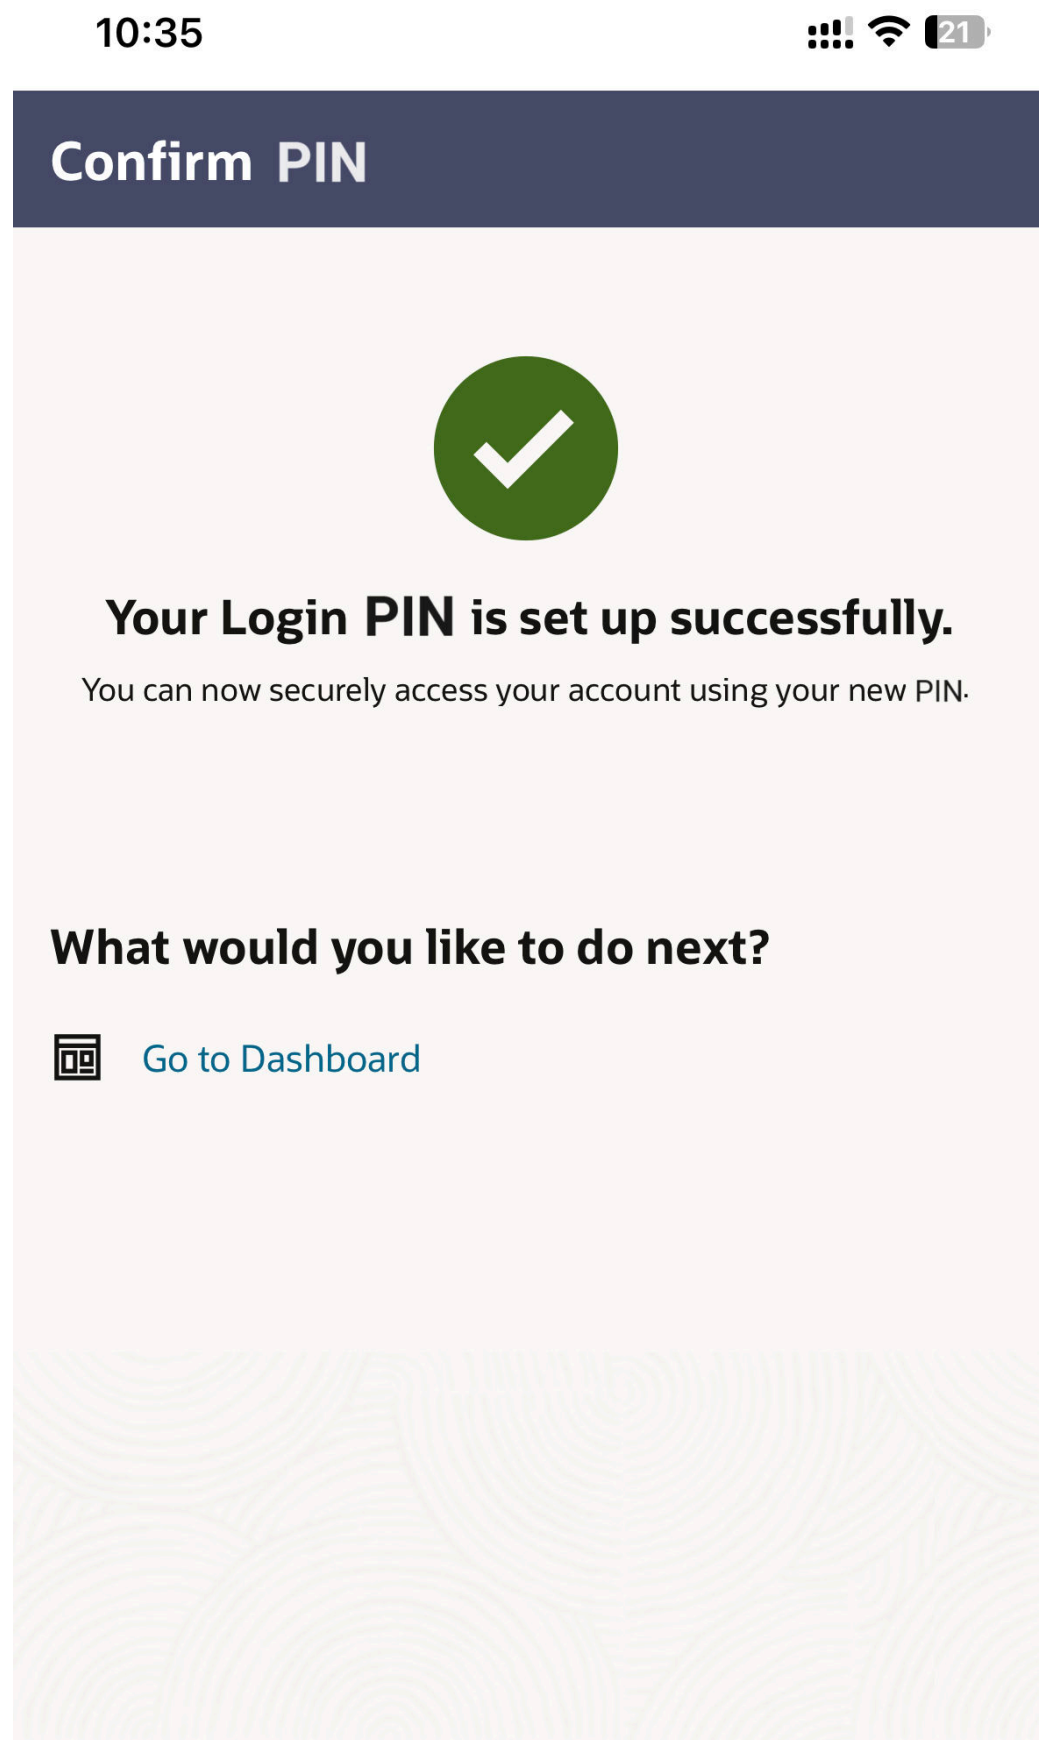 10:35
21
Confirm PIN
Your Login PIN is set up successfully.
You can now securely access your account using your new PIN.
What would you like to do next?
Go to Dashboard